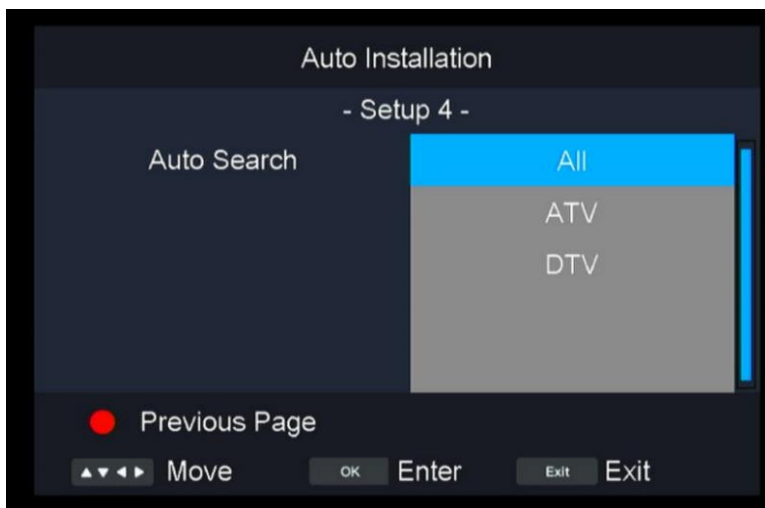 Auto Installation
- Setup 4 -
Auto Search
All
ATV
DTV
Previous Page
Move OK Enter Exit Exit